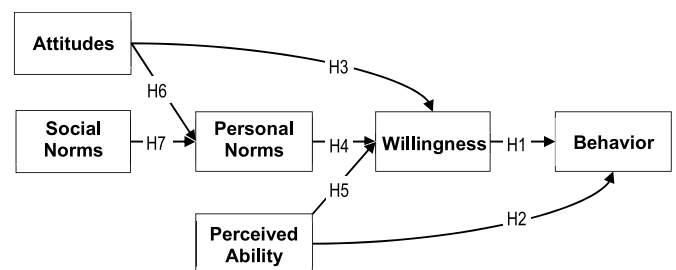 Attitudes
H3
H6
Social
Norms
H7
Personal
Norms
H4
Willingness
H1
Behavior
H5
Perceived
Ability
H2